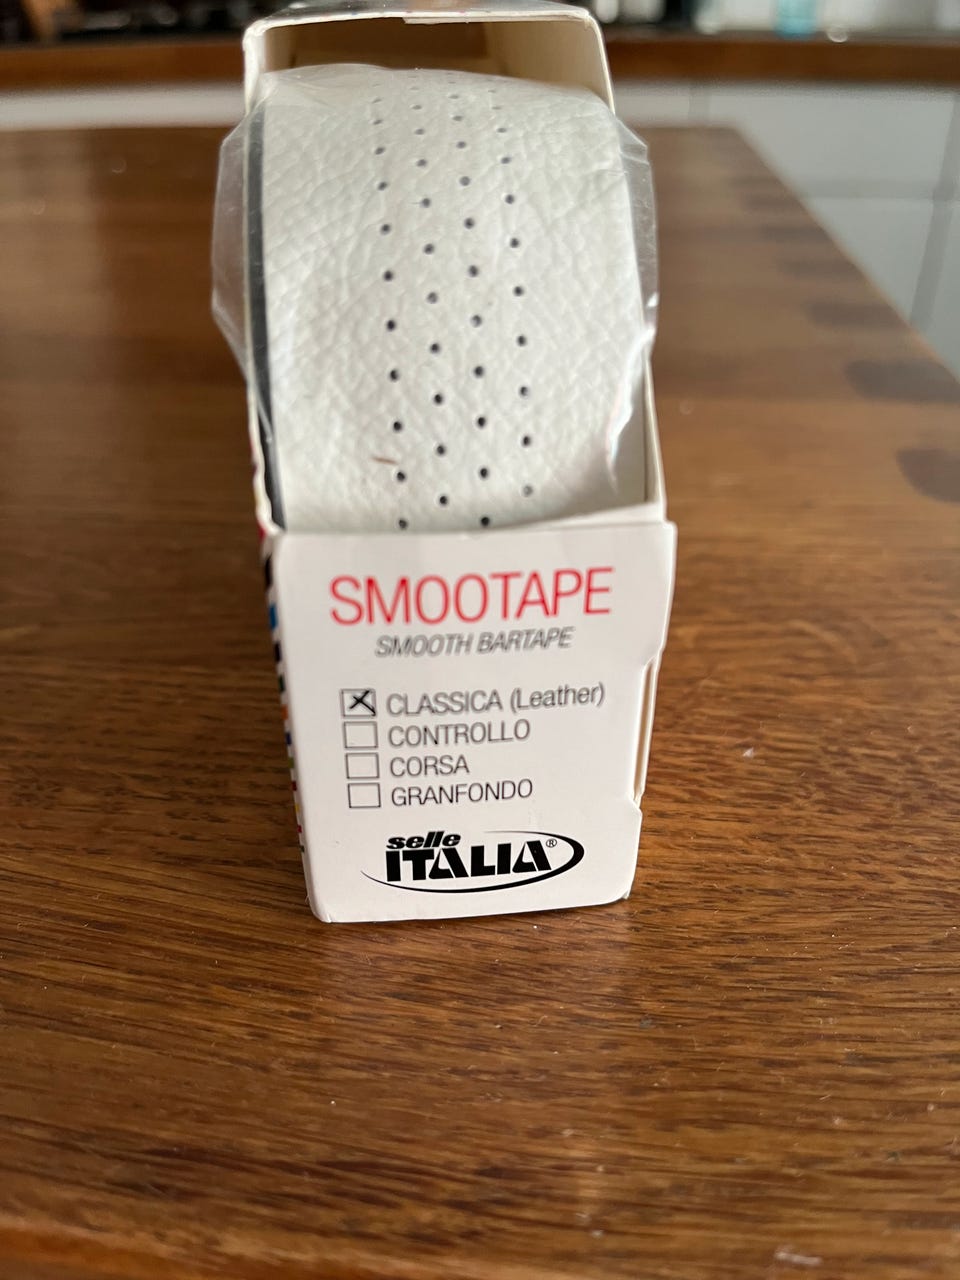 SMOOTAPE
SMOOTH BARTAPE
CLASSICA (Leather)
CONTROLLO
CORSA
GRANFONDO
selle
ITALIA®